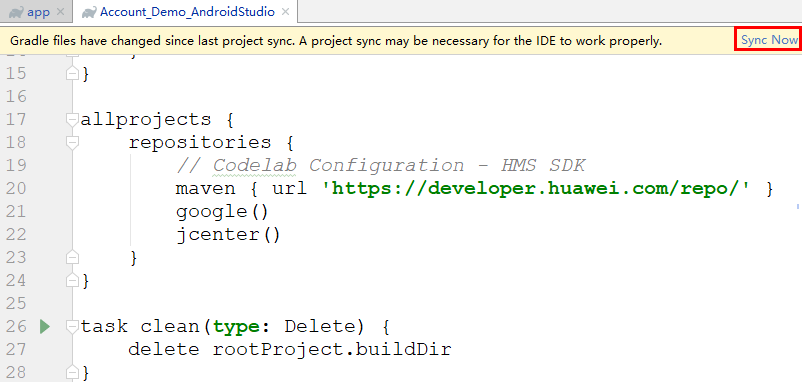 app × Account_Demo_AndroidStudio ×
Gradle files have changed since last project sync. A project sync may be necessary for the IDE to work properly. Sync Now
15 }
16
17 allprojects {
18 repositories {
19 // Codelab Configuration - HMS SDK
20 maven { url 'https://developer.huawei.com/repo/' }
21 google()
22 jcenter()
23 }
24 }
25
26 task clean(type: Delete) {
27 delete rootProject.buildDir
28 }